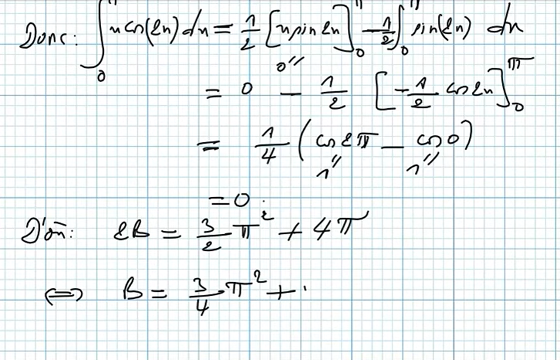 Donc: ∫₀^π x cos(2x) dx = 1/2 [x sin 2x]₀^π - 1/2 ∫₀^π sin(2x) dx
0"
= 0 - 1/2 [-1/2 cos 2x]₀^π
= 1/4 (cos 2π - cos 0)
1" 1"
= 0.
D'où: 2B = 3/2 π² + 4π
⇔ B = 3/4 π² +